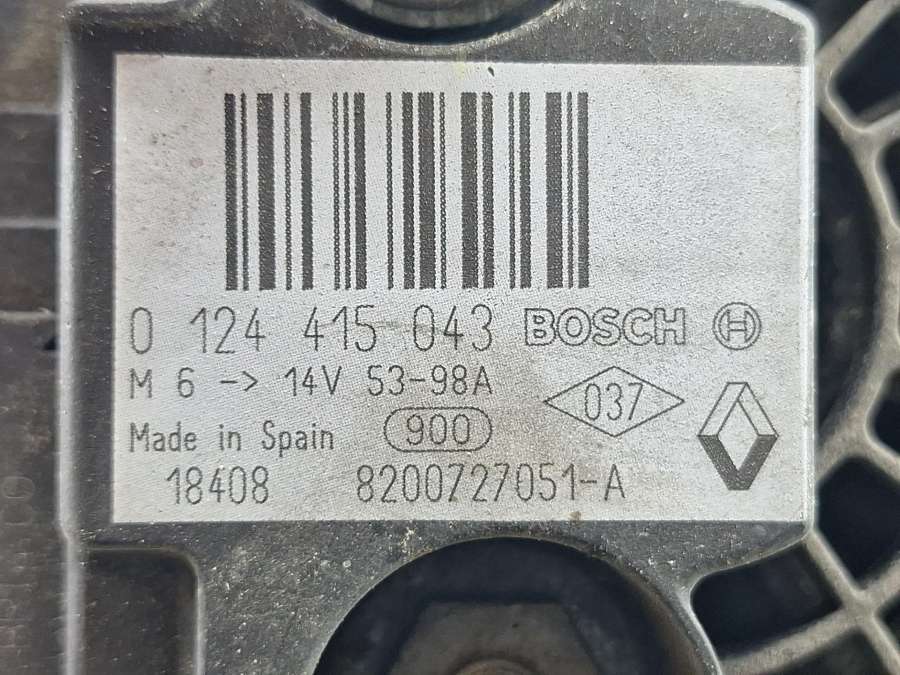 0 124 415 043 BOSCH
M 6 -> 14V 53-98A 037
Made in Spain 900
18408 8200727051-A